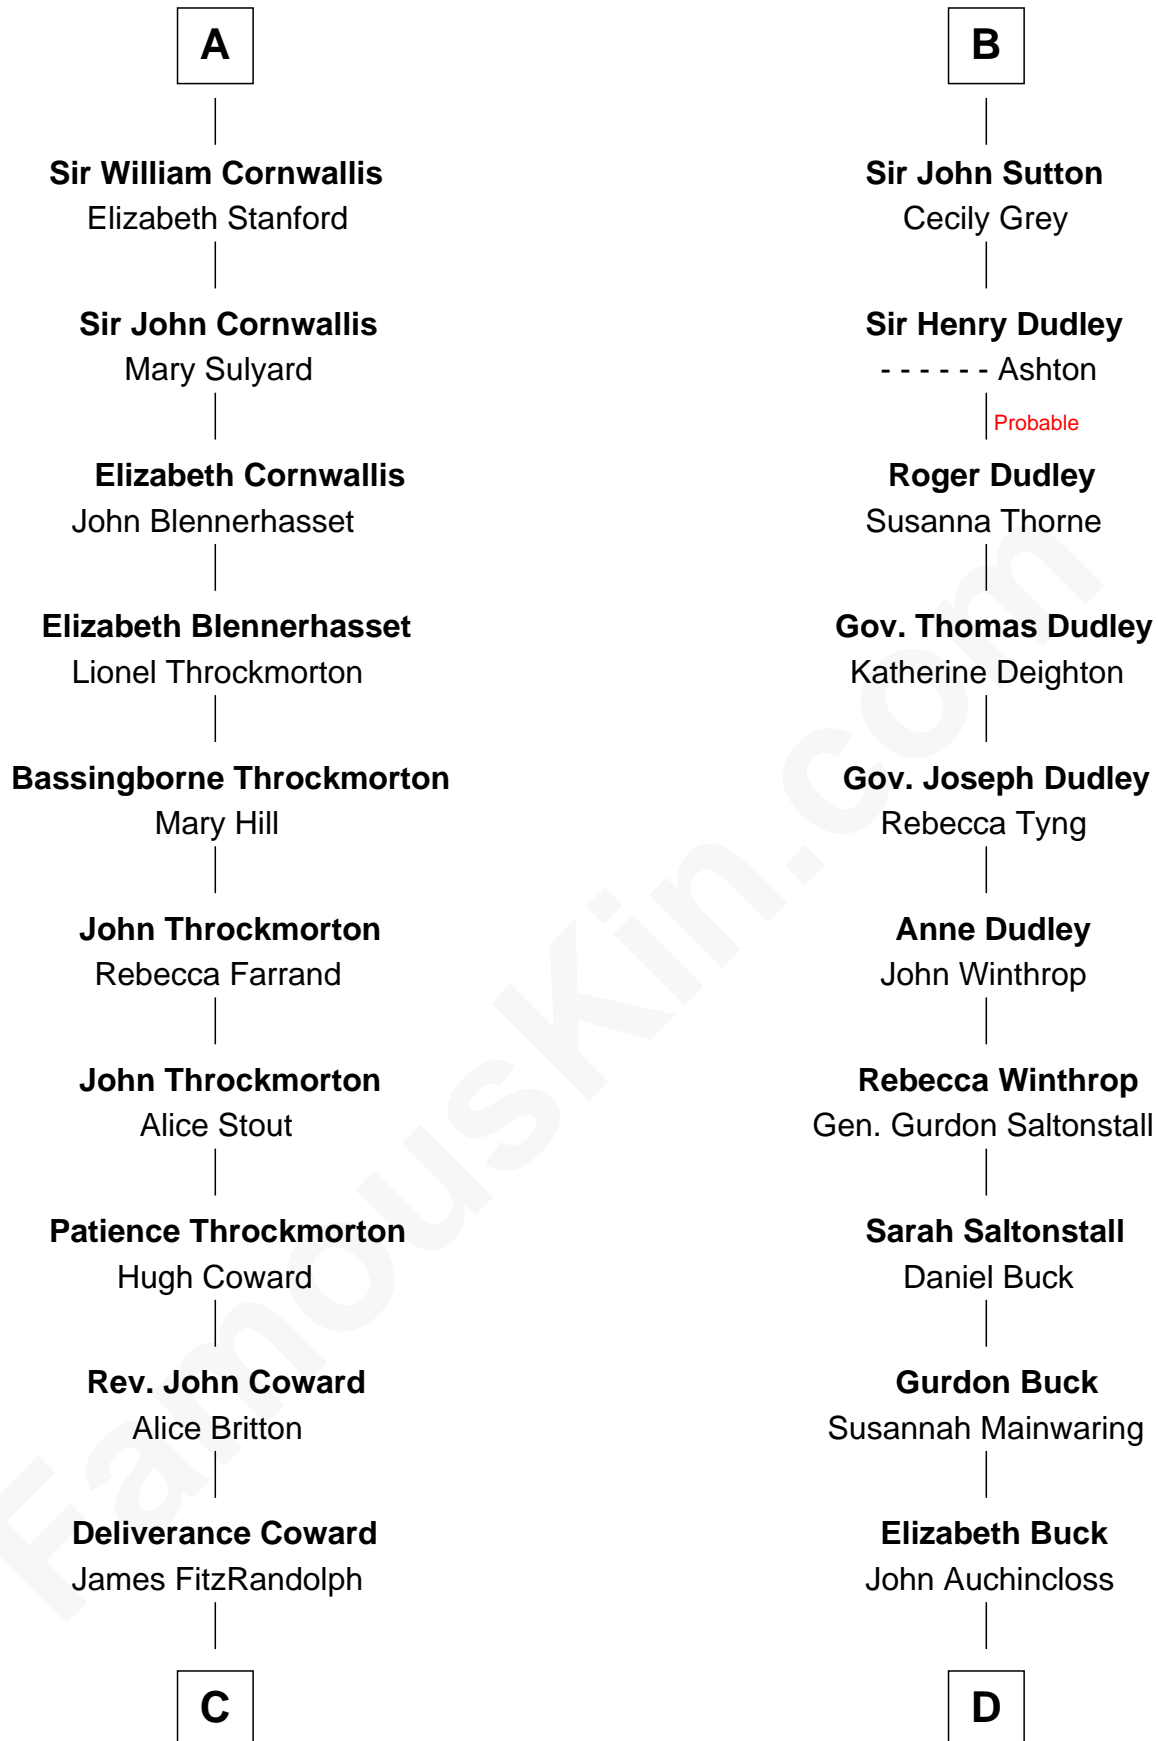 A
Sir William Cornwallis
Elizabeth Stanford
Sir John Cornwallis
Mary Sulyard
Elizabeth Cornwallis
John Blennerhasset
Elizabeth Blennerhasset
Lionel Throckmorton
Bassingborne Throckmorton
Mary Hill
John Throckmorton
Rebecca Farrand
John Throckmorton
Alice Stout
Patience Throckmorton
Hugh Coward
Rev. John Coward
Alice Britton
Deliverance Coward
James FitzRandolph
C
B
Sir John Sutton
Cecily Grey
Sir Henry Dudley
- - - - - - Ashton
Probable
Roger Dudley
Susanna Thorne
Gov. Thomas Dudley
Katherine Deighton
Gov. Joseph Dudley
Rebecca Tyng
Anne Dudley
John Winthrop
Rebecca Winthrop
Gen. Gurdon Saltonstall
Sarah Saltonstall
Daniel Buck
Gurdon Buck
Susannah Mainwaring
Elizabeth Buck
John Auchincloss
D
FamousKin.com